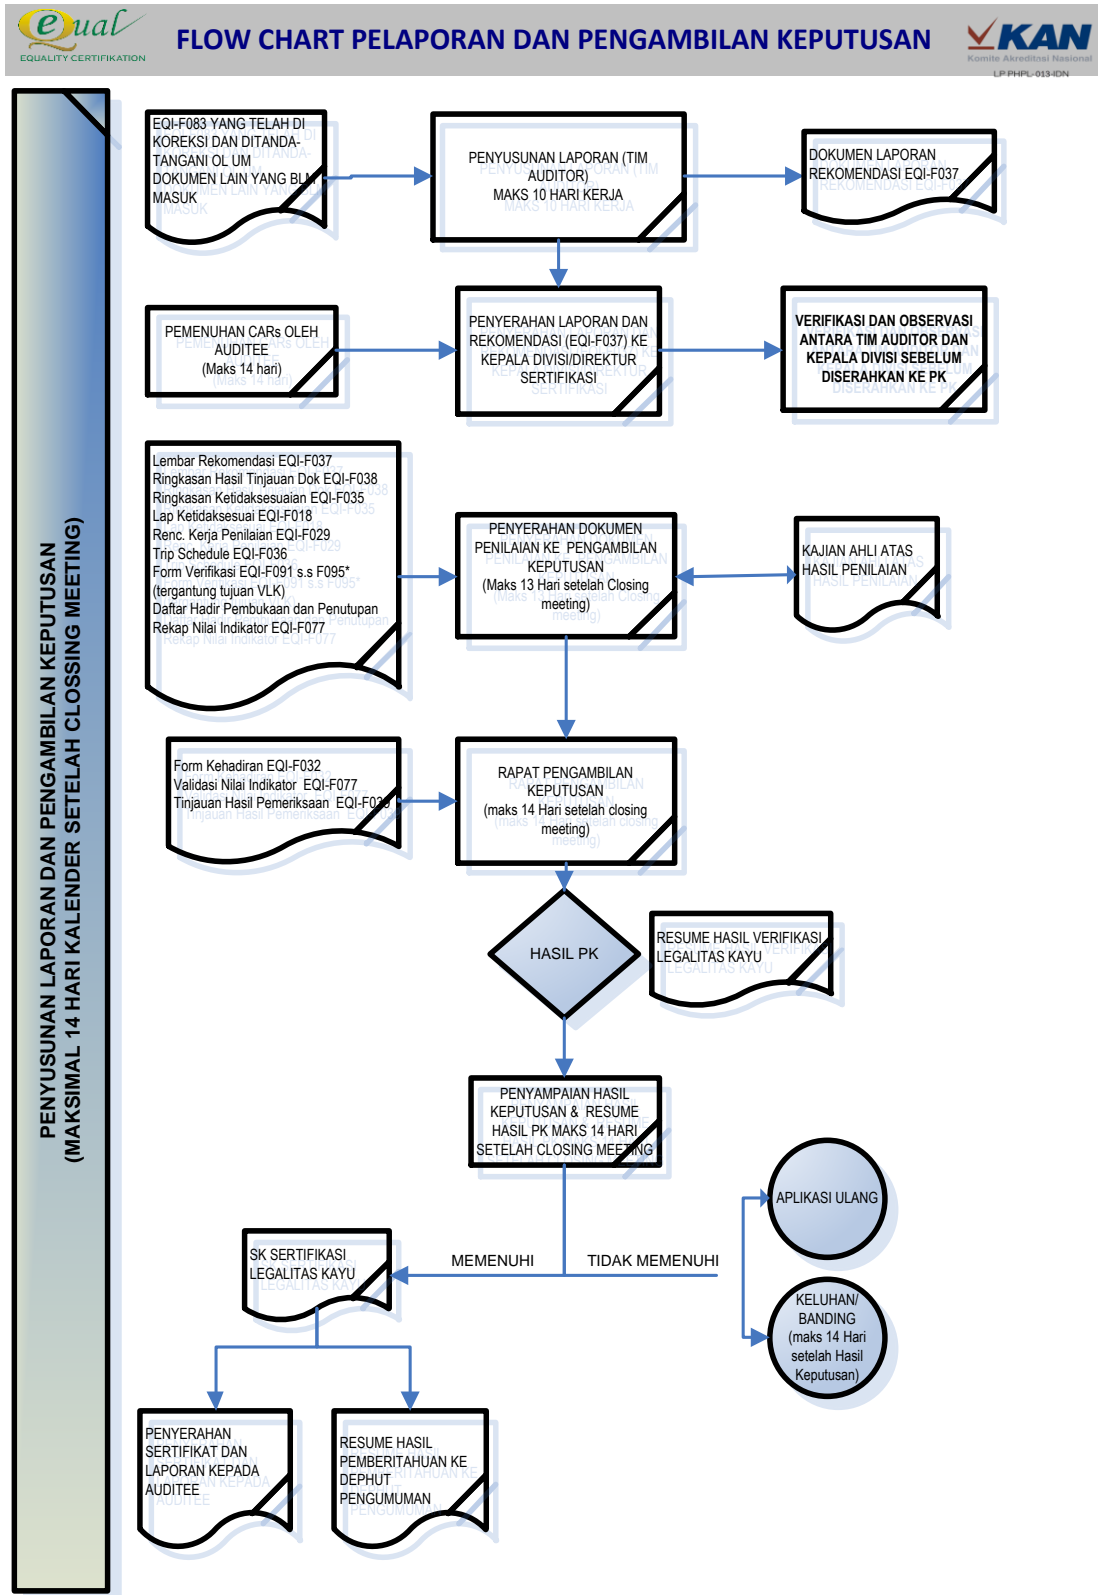 equal
EQUALITY CERTIFIKATION
FLOW CHART PELAPORAN DAN PENGAMBILAN KEPUTUSAN
KAN
Komite Akreditasi Nasional
LP PHPL-013-IDN
PENYUSUNAN LAPORAN DAN PENGAMBILAN KEPUTUSAN
(MAKSIMAL 14 HARI KALENDER SETELAH CLOSSING MEETING)
EQI-F083 YANG TELAH DI
KOREKSI DAN DITANDA-
TANGANI OL UM
DOKUMEN LAIN YANG BLM
MASUK
PENYUSUNAN LAPORAN (TIM
AUDITOR)
MAKS 10 HARI KERJA
DOKUMEN LAPORAN
REKOMENDASI EQI-F037
PEMENUHAN CARs OLEH
AUDITEE
(Maks 14 hari)
PENYERAHAN LAPORAN DAN
REKOMENDASI (EQI-F037) KE
KEPALA DIVISI/DIREKTUR
SERTIFIKASI
VERIFIKASI DAN OBSERVASI
ANTARA TIM AUDITOR DAN
KEPALA DIVISI SEBELUM
DISERAHKAN KE PK
Lembar Rekomendasi EQI-F037
Ringkasan Hasil Tinjauan Dok EQI-F038
Ringkasan Ketidaksesuaian EQI-F035
Lap Ketidaksesuai EQI-F018
Renc. Kerja Penilaian EQI-F029
Trip Schedule EQI-F036
Form Verifikasi EQI-F091 s.s F095*
(tergantung tujuan VLK)
Daftar Hadir Pembukaan dan Penutupan
Rekap Nilai Indikator EQI-F077
PENYERAHAN DOKUMEN
PENILAIAN KE PENGAMBILAN
KEPUTUSAN
(Maks 13 Hari setelah Closing
meeting)
KAJIAN AHLI ATAS
HASIL PENILAIAN
Form Kehadiran EQI-F032
Validasi Nilai Indikator EQI-F077
Tinjauan Hasil Pemeriksaan EQI-F039
RAPAT PENGAMBILAN
KEPUTUSAN
(maks 14 Hari setelah closing
meeting)
HASIL PK
RESUME HASIL VERIFIKASI
LEGALITAS KAYU
PENYAMPAIAN HASIL
KEPUTUSAN & RESUME
HASIL PK MAKS 14 HARI
SETELAH CLOSING MEETING
APLIKASI ULANG
SK SERTIFIKASI
LEGALITAS KAYU
MEMENUHI
TIDAK MEMENUHI
KELUHAN/
BANDING
(maks 14 Hari
setelah Hasil
Keputusan)
PENYERAHAN
SERTIFIKAT DAN
LAPORAN KEPADA
AUDITEE
RESUME HASIL
PEMBERITAHUAN KE
DEPHUT
PENGUMUMAN